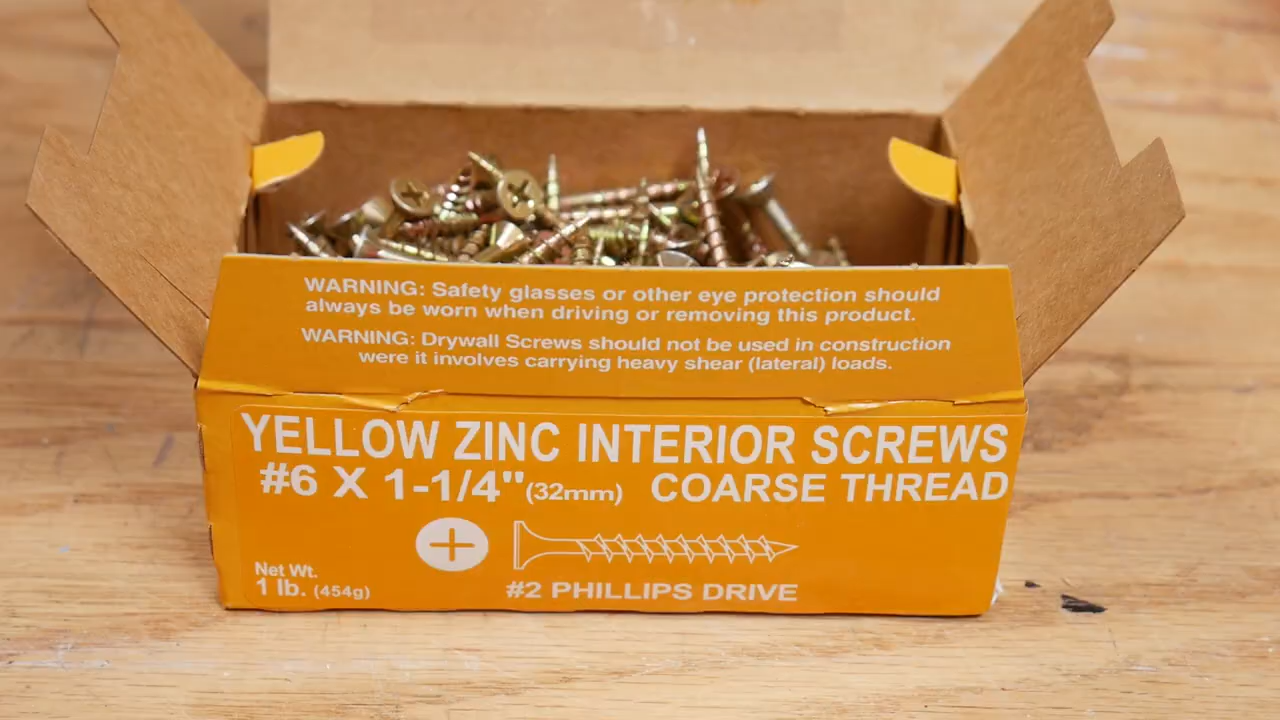 WARNING: Safety glasses or other eye protection should
always be worn when driving or removing this product.
WARNING: Drywall Screws should not be used in construction
were it involves carrying heavy shear (lateral) loads.
YELLOW ZINC INTERIOR SCREWS
#6 X 1-1/4"(32mm) COARSE THREAD
Net Wt.
1 lb. (454g)
#2 PHILLIPS DRIVE